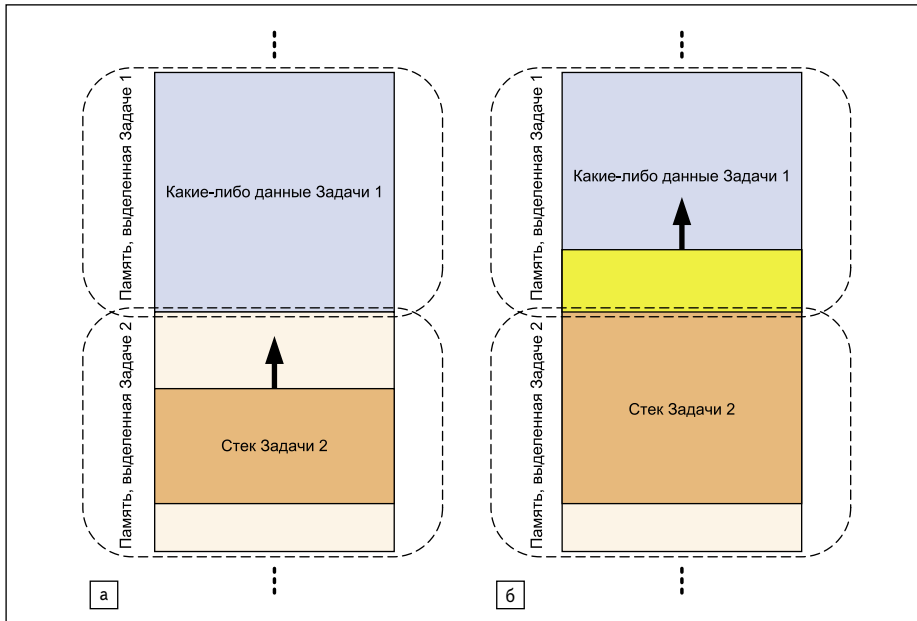 Память, выделенная Задаче 1
Какие-либо данные Задачи 1
Память, выделенная Задаче 2
Стек Задачи 2
а
Память, выделенная Задаче 1
Какие-либо данные Задачи 1
Память, выделенная Задаче 2
Стек Задачи 2
б